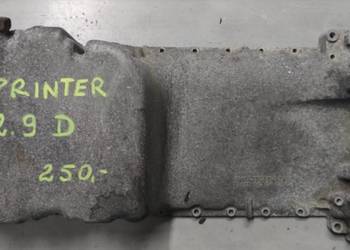 PRINTER
2.9 D
250,-